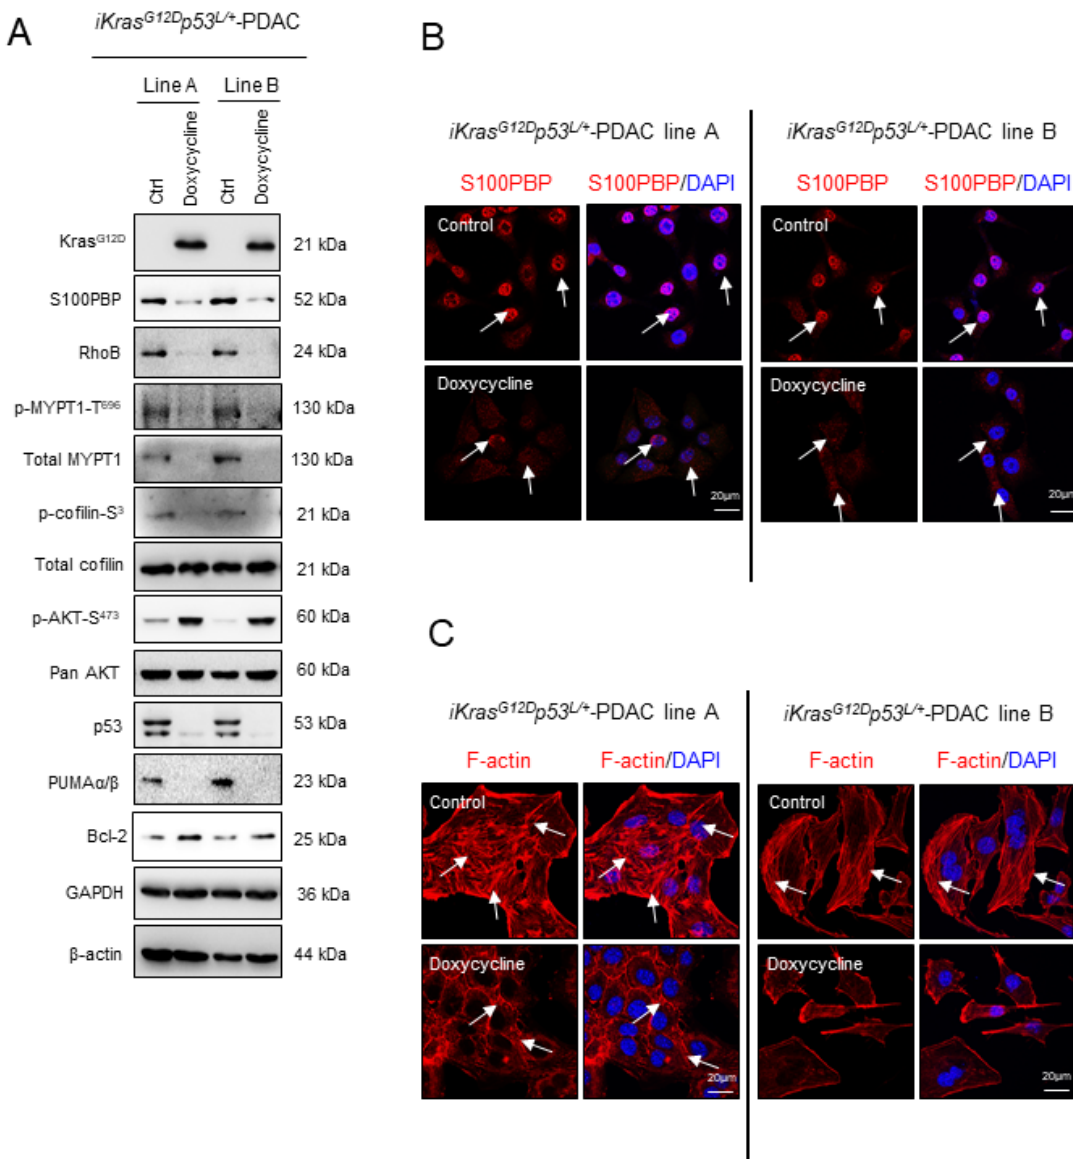 A
iKrasG12Dp53L/+-PDAC
Line A Line B
Ctrl Doxycycline Ctrl Doxycycline
KrasG12D 21 kDa
S100PBP 52 kDa
RhoB 24 kDa
p-MYPT1-T696 130 kDa
Total MYPT1 130 kDa
p-cofilin-S3 21 kDa
Total cofilin 21 kDa
p-AKT-S473 60 kDa
Pan AKT 60 kDa
p53 53 kDa
PUMAα/β 23 kDa
Bcl-2 25 kDa
GAPDH 36 kDa
β-actin 44 kDa
B
iKrasG12Dp53L/+-PDAC line A iKrasG12Dp53L/+-PDAC line B
S100PBP S100PBP/DAPI S100PBP S100PBP/DAPI
Control Control
Doxycycline Doxycycline
20μm 20μm
C
iKrasG12Dp53L/+-PDAC line A iKrasG12Dp53L/+-PDAC line B
F-actin F-actin/DAPI F-actin F-actin/DAPI
Control Control
Doxycycline Doxycycline
20μm 20μm